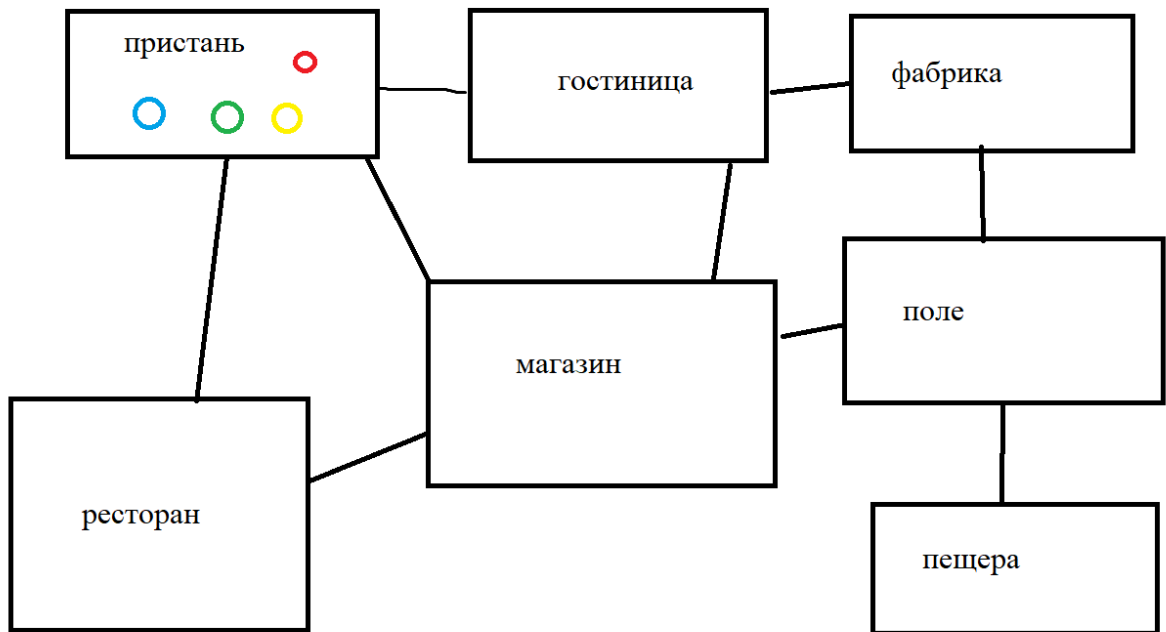 пристань
гостиница
фабрика
магазин
поле
ресторан
пещера